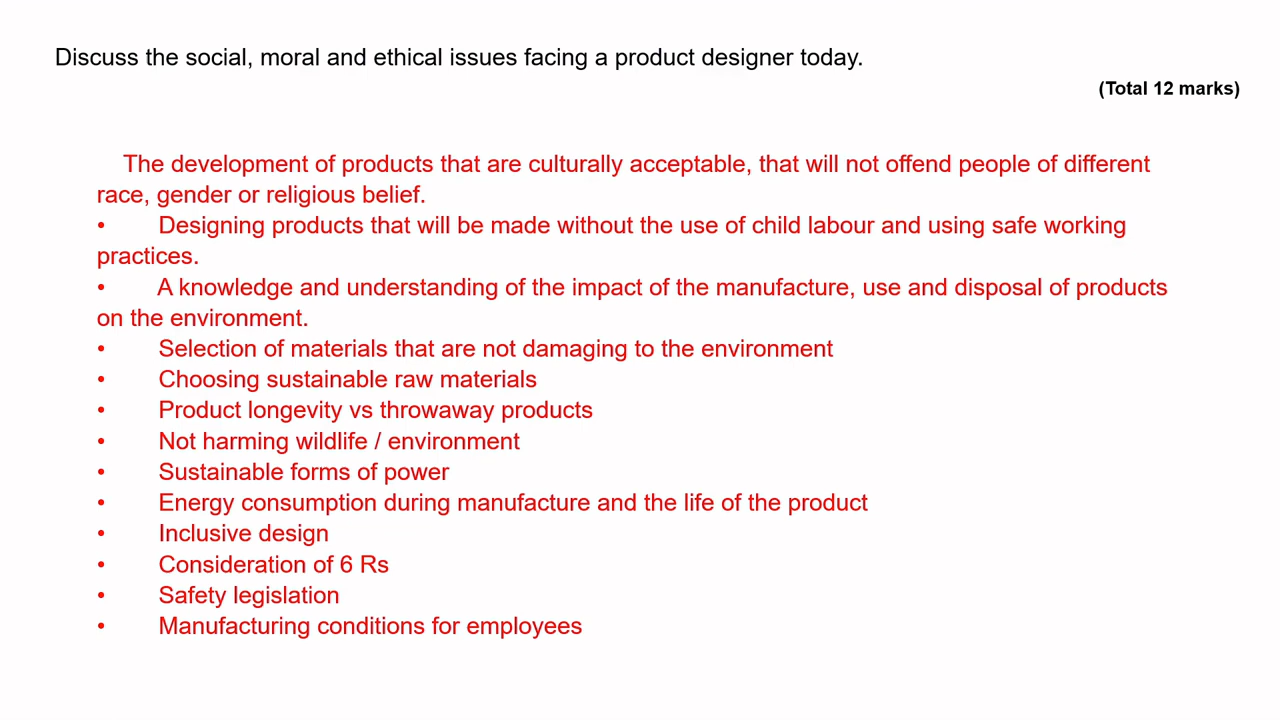 Discuss the social, moral and ethical issues facing a product designer today.
(Total 12 marks)
The development of products that are culturally acceptable, that will not offend people of different
race, gender or religious belief.
• Designing products that will be made without the use of child labour and using safe working
practices.
• A knowledge and understanding of the impact of the manufacture, use and disposal of products
on the environment.
• Selection of materials that are not damaging to the environment
• Choosing sustainable raw materials
• Product longevity vs throwaway products
• Not harming wildlife / environment
• Sustainable forms of power
• Energy consumption during manufacture and the life of the product
• Inclusive design
• Consideration of 6 Rs
• Safety legislation
• Manufacturing conditions for employees